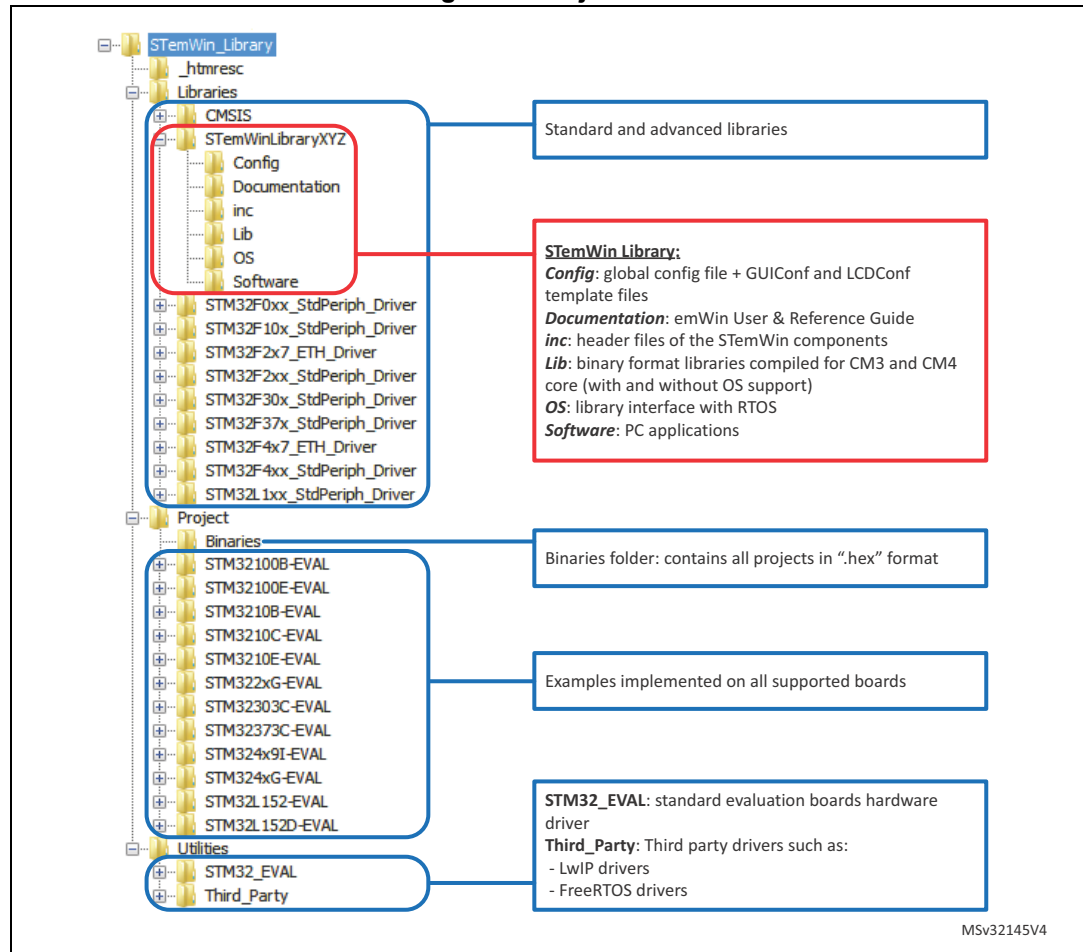 STemWin_Library
_htmresc
Libraries
CMSIS
STemWinLibraryXYZ
Config
Documentation
inc
Lib
OS
Software
STM32F0xx_StdPeriph_Driver
STM32F10x_StdPeriph_Driver
STM32F2x7_ETH_Driver
STM32F2xx_StdPeriph_Driver
STM32F30x_StdPeriph_Driver
STM32F37x_StdPeriph_Driver
STM32F4x7_ETH_Driver
STM32F4xx_StdPeriph_Driver
STM32L1xx_StdPeriph_Driver
Project
Binaries
STM32100B-EVAL
STM32100E-EVAL
STM3210B-EVAL
STM3210C-EVAL
STM3210E-EVAL
STM322xG-EVAL
STM32303C-EVAL
STM32373C-EVAL
STM324x9I-EVAL
STM324xG-EVAL
STM32L152-EVAL
STM32L152D-EVAL
Utilities
STM32_EVAL
Third_Party
Standard and advanced libraries
STemWin Library:
Config: global config file + GUIConf and LCDConf
template files
Documentation: emWin User & Reference Guide
inc: header files of the STemWin components
Lib: binary format libraries compiled for CM3 and CM4
core (with and without OS support)
OS: library interface with RTOS
Software: PC applications
Binaries folder: contains all projects in “.hex” format
Examples implemented on all supported boards
STM32_EVAL: standard evaluation boards hardware
driver
Third_Party: Third party drivers such as:
- LwIP drivers
- FreeRTOS drivers
MSv32145V4